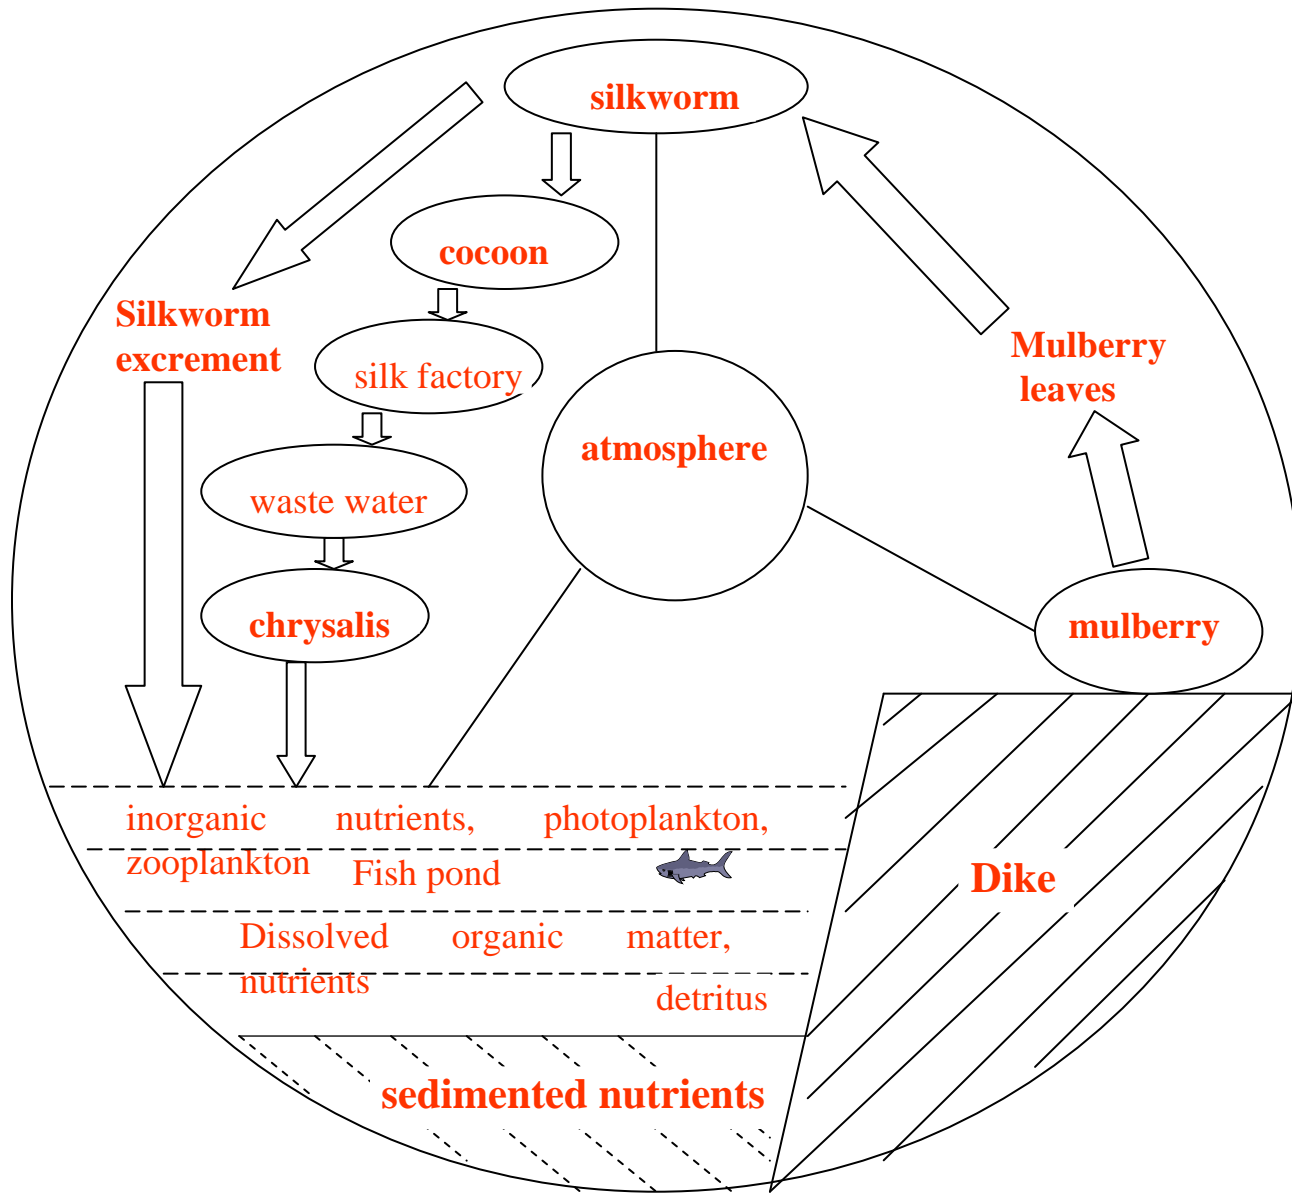 silkworm
cocoon
Silkworm
excrement
silk factory
Mulberry
leaves
atmosphere
waste water
chrysalis
mulberry
inorganic nutrients, photoplankton,
zooplankton
Fish pond
Dike
Dissolved organic matter,
nutrients
detritus
sedimented nutrients